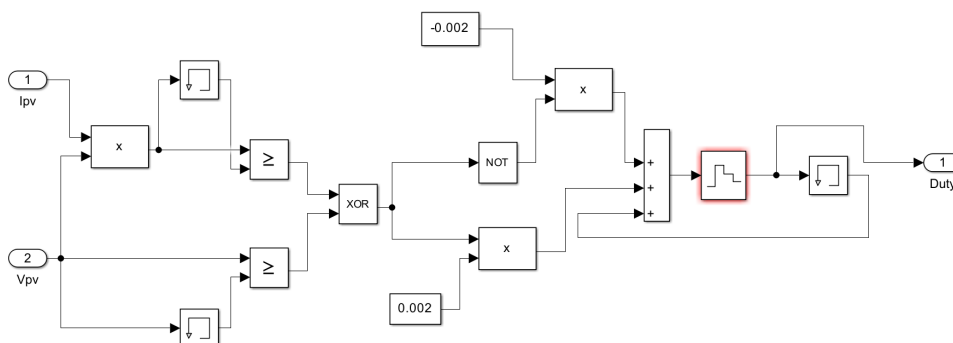 -0.002
1
Ipv
x
x
≥
NOT
XOR
+
+
+
1
Duty
2
Vpv
≥
x
0.002